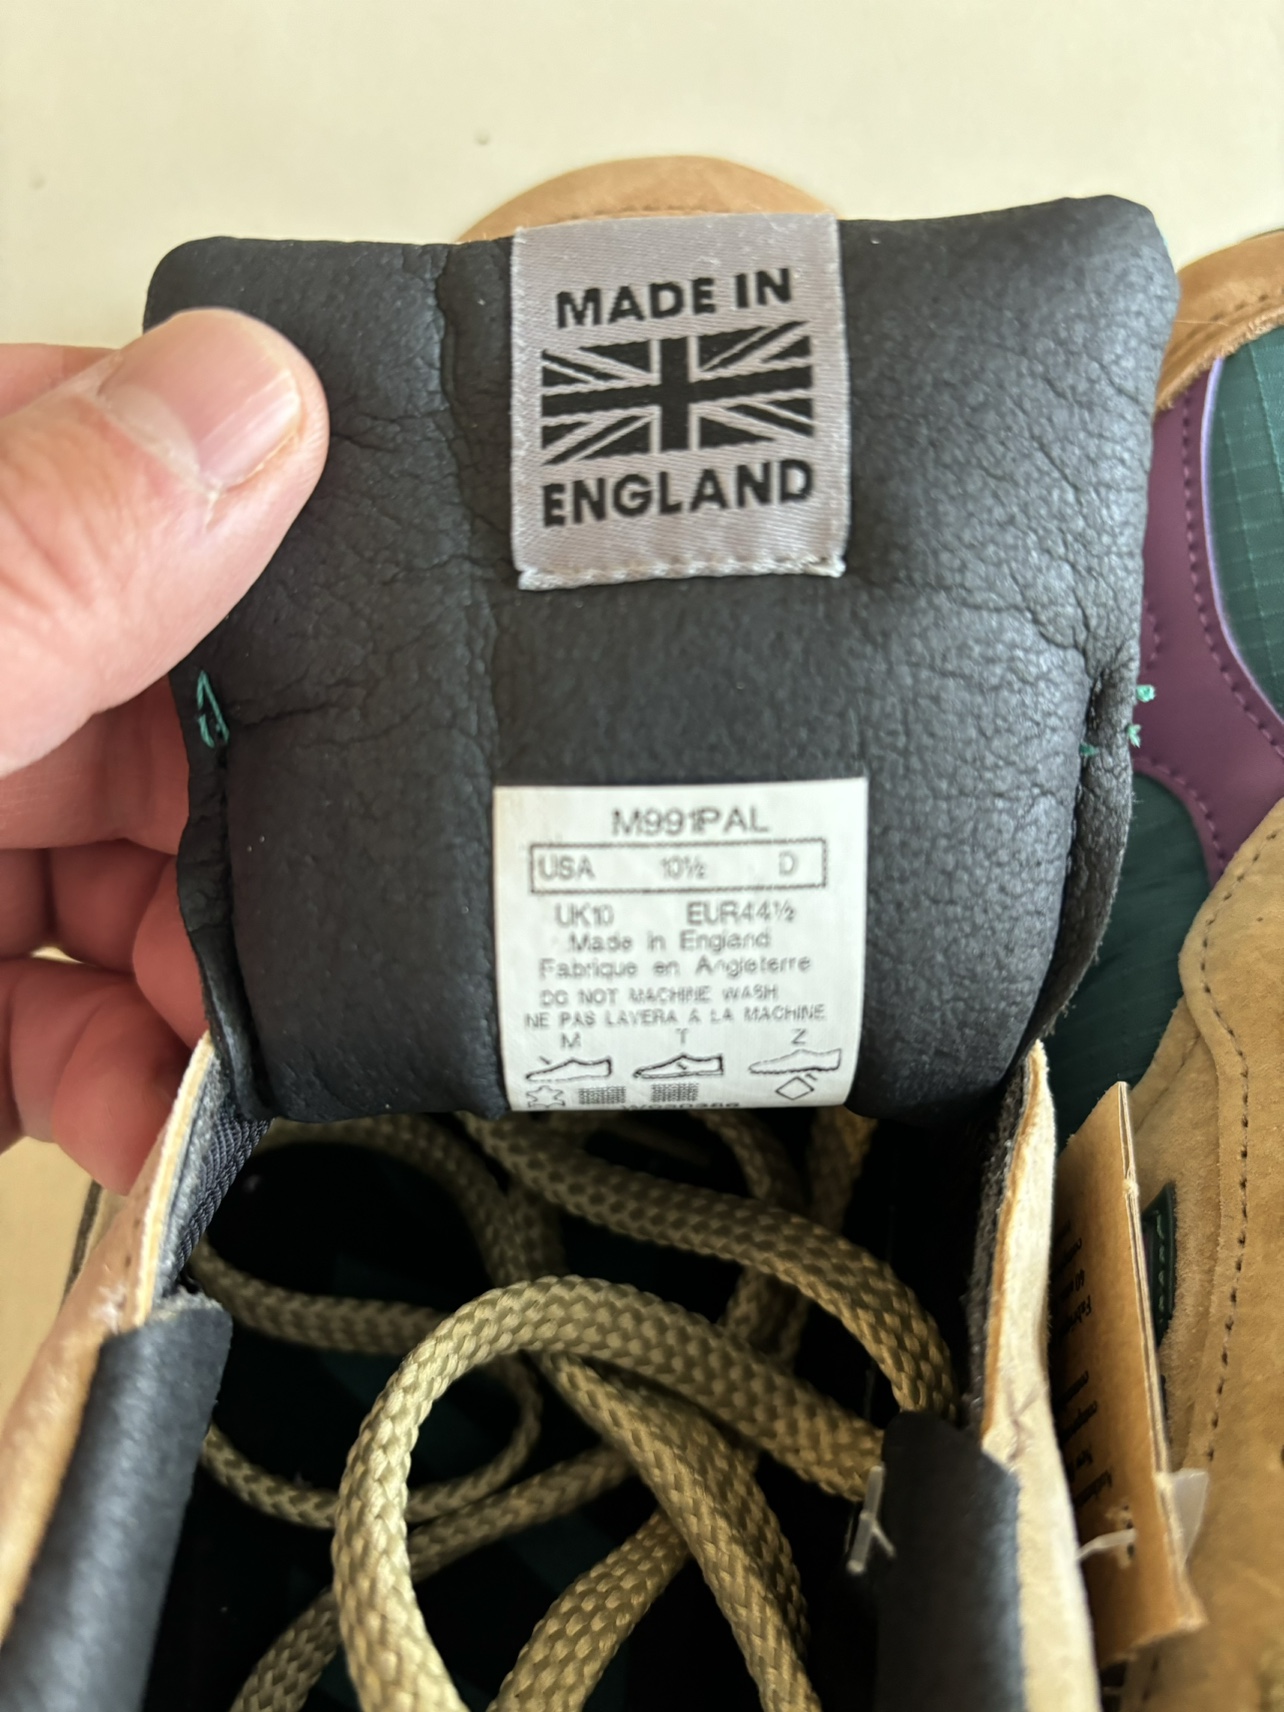 MADE IN
ENGLAND
M991PAL
USA 10½ D
UK10 EUR44½
Made in England
Fabrique en Angleterre
DO NOT MACHINE WASH
NE PAS LAVERA A LA MACHINE
M T Z